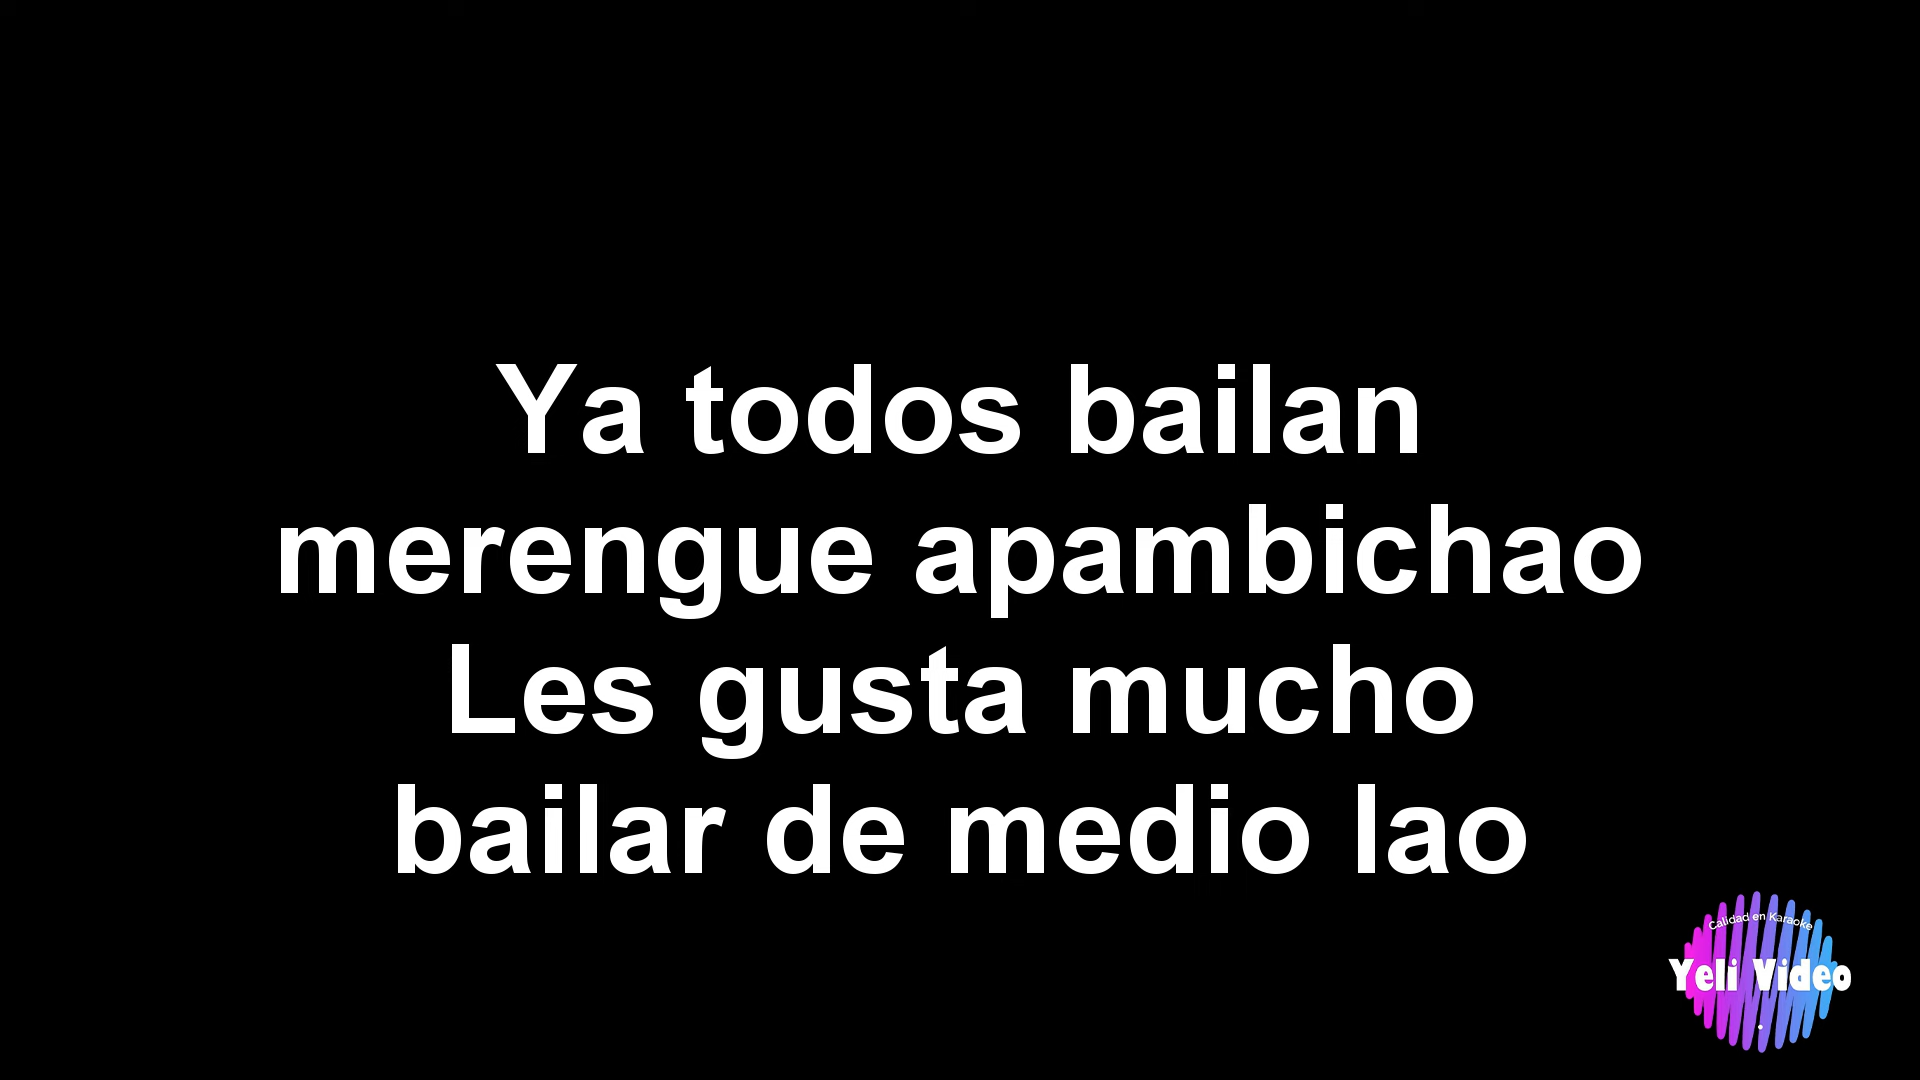 Ya todos bailan
merengue apambichao
Les gusta mucho
bailar de medio lao
Calidad en Karaoke
Yeli Video